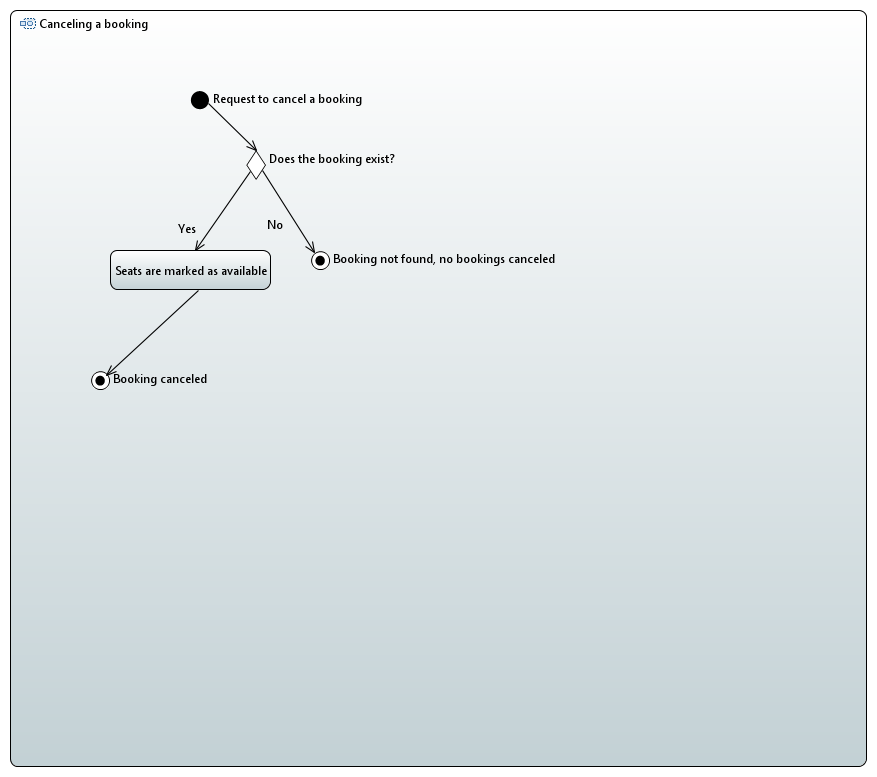 Canceling a booking
Request to cancel a booking
Does the booking exist?
Yes
No
Booking not found, no bookings canceled
Seats are marked as available
Booking canceled